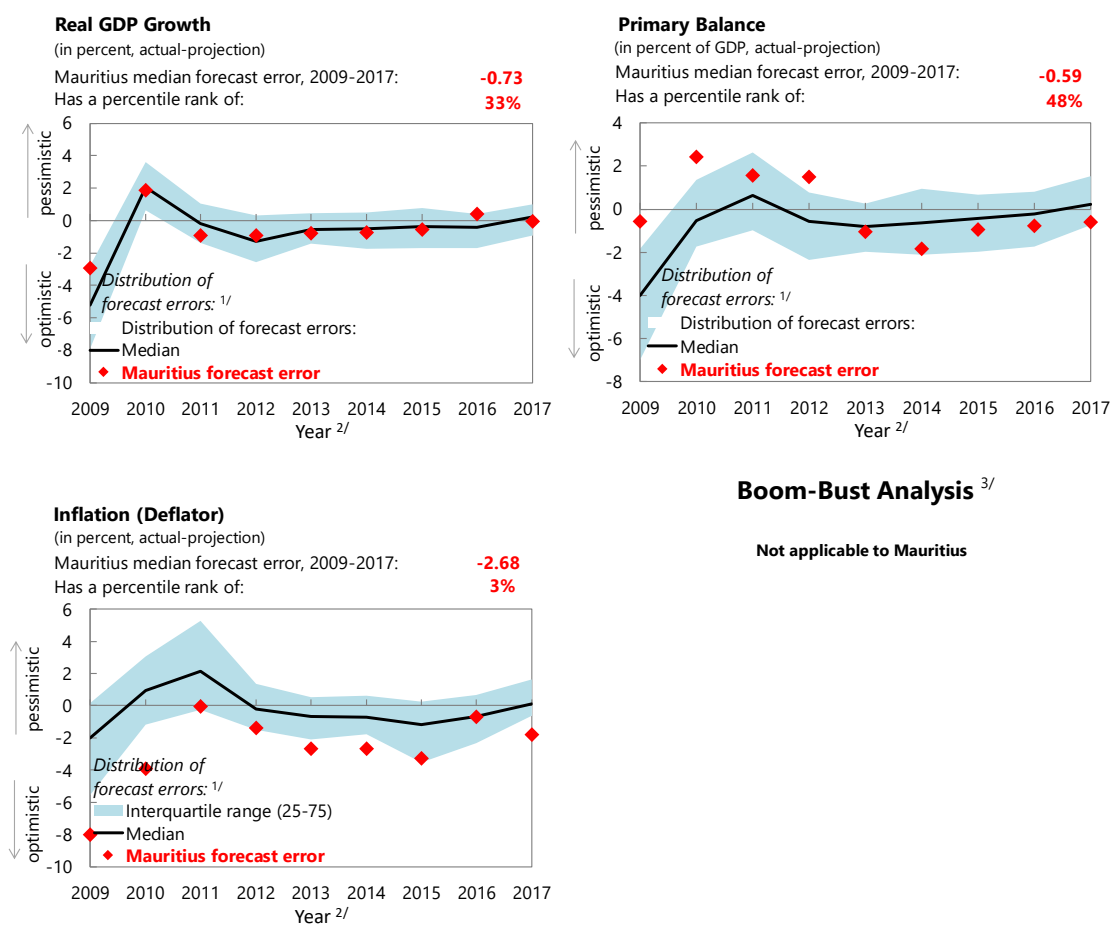 Real GDP Growth
(in percent, actual-projection)
Mauritius median forecast error, 2009-2017: -0.73
Has a percentile rank of: 33%
pessimistic
optimistic
6
4
2
0
-2
-4
-6
-8
-10
Distribution of
forecast errors: 1/
Distribution of forecast errors:
Median
Mauritius forecast error
2009 2010 2011 2012 2013 2014 2015 2016 2017
Year 2/
Primary Balance
(in percent of GDP, actual-projection)
Mauritius median forecast error, 2009-2017: -0.59
Has a percentile rank of: 48%
pessimistic
optimistic
4
2
0
-2
-4
-6
-8
Distribution of
forecast errors: 1/
Distribution of forecast errors:
Median
Mauritius forecast error
2009 2010 2011 2012 2013 2014 2015 2016 2017
Year 2/
Inflation (Deflator)
(in percent, actual-projection)
Mauritius median forecast error, 2009-2017: -2.68
Has a percentile rank of: 3%
pessimistic
optimistic
6
4
2
0
-2
-4
-6
-8
-10
Distribution of
forecast errors: 1/
Interquartile range (25-75)
Median
Mauritius forecast error
2009 2010 2011 2012 2013 2014 2015 2016 2017
Year 2/
Boom-Bust Analysis 3/
Not applicable to Mauritius